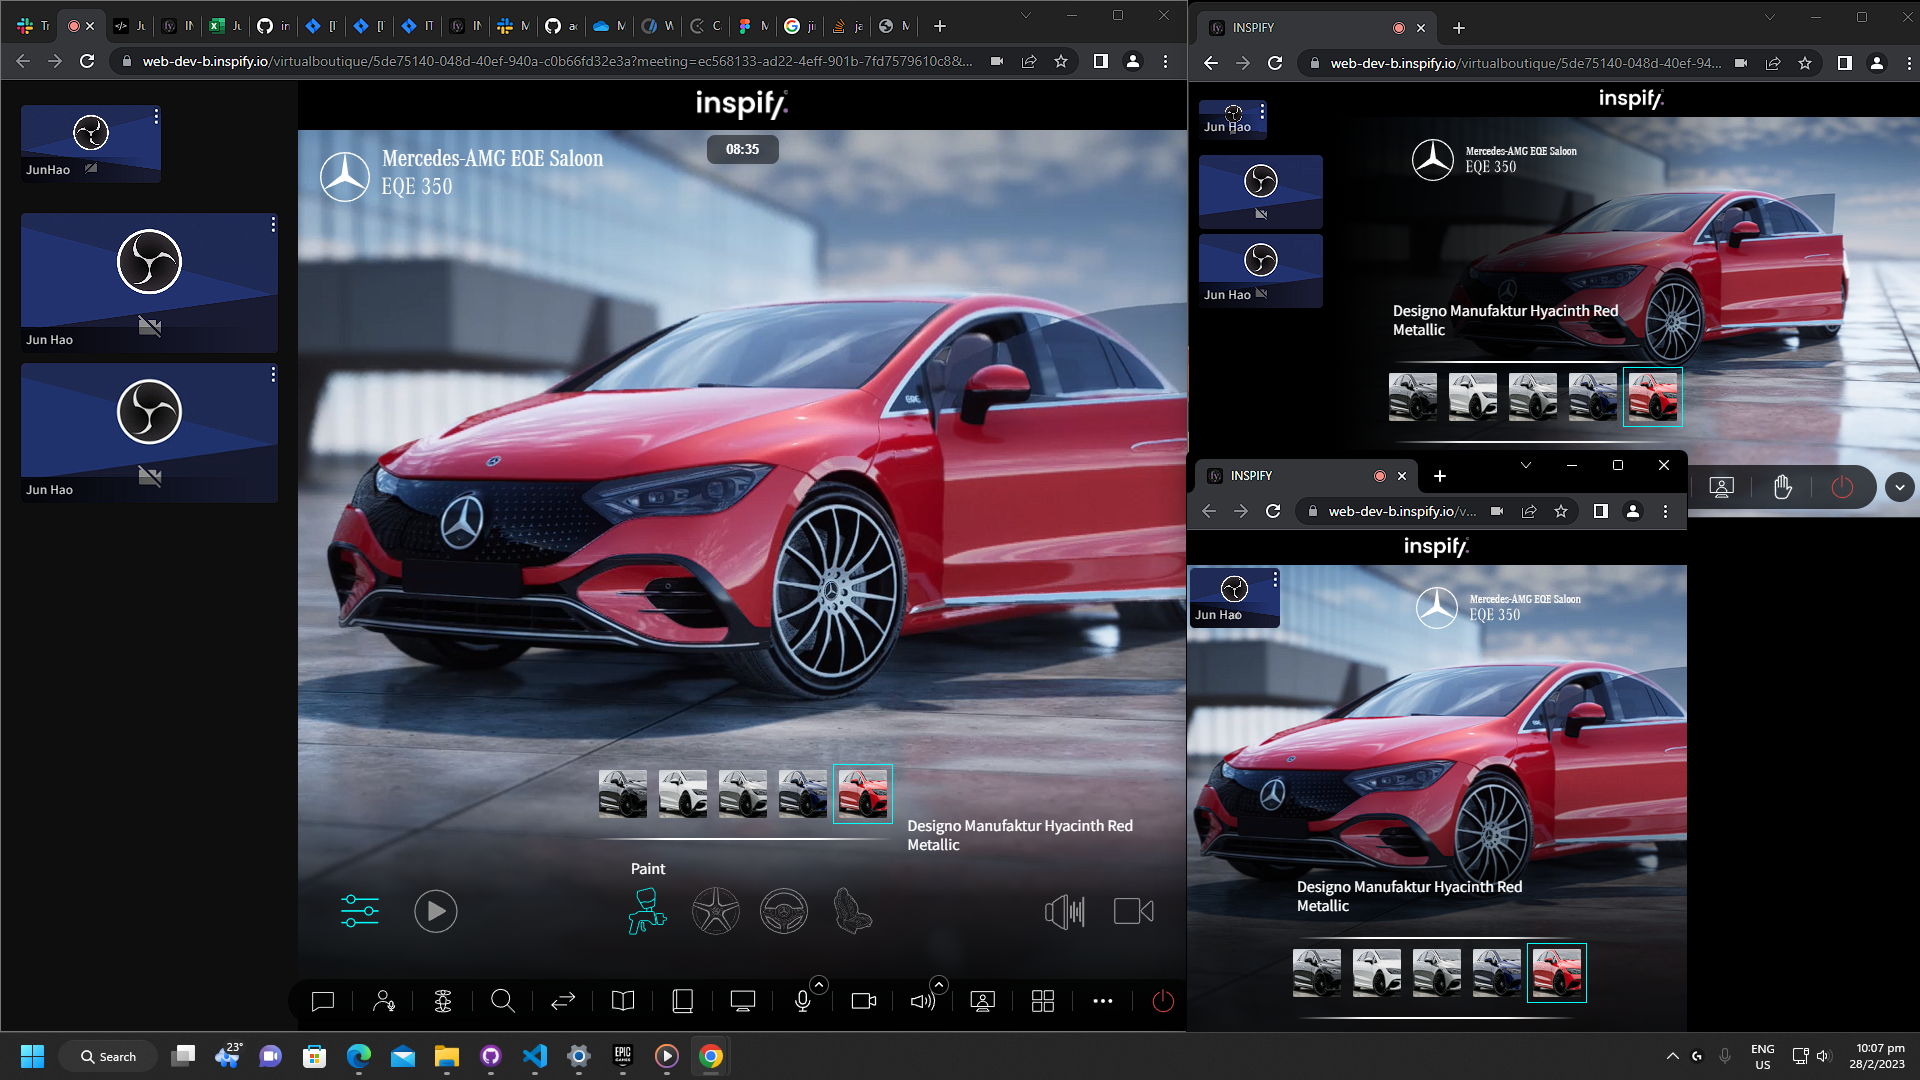 Tr
Ju
IN
Ju
in
[I
[I
IT
IN
M
ac
M
W
C
M
ji
ja
M
web-dev-b.inspify.io/virtualboutique/5de75140-048d-40ef-940a-c0b66fd32e3a?meeting=ec568133-ad22-4eff-901b-7fd7579610c8&...
JunHao
Jun Hao
Jun Hao
inspify
Mercedes-AMG EQE Saloon
EQE 350
08:35
Designo Manufaktur Hyacinth Red
Metallic
Paint
INSPIFY
web-dev-b.inspify.io/virtualboutique/5de75140-048d-40ef-94...
inspify
Jun Hao
Jun Hao
Mercedes-AMG EQE Saloon
EQE 350
Designo Manufaktur Hyacinth Red
Metallic
INSPIFY
web-dev-b.inspify.io/v...
inspify
Jun Hao
Mercedes-AMG EQE Saloon
EQE 350
Designo Manufaktur Hyacinth Red
Metallic
Search
23°
EPIC
GAMES
ENG
US
10:07 pm
28/2/2023